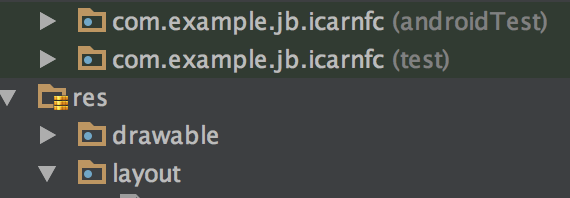 com.example.jb.icarnfc (androidTest)
com.example.jb.icarnfc (test)
res
drawable
layout